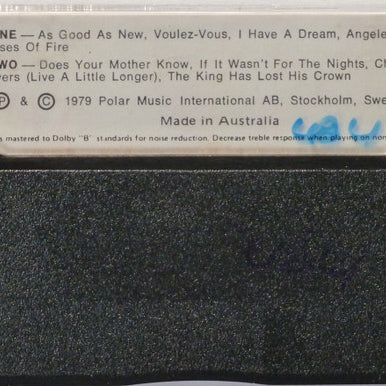 NE — As Good As New, Voulez-Vous, I Have A Dream, Angele
ses Of Fire
WO — Does Your Mother Know, If It Wasn't For The Nights, Ch
vers (Live A Little Longer), The King Has Lost His Crown
Ⓟ & © 1979 Polar Music International AB, Stockholm, Swe
Made in Australia
s mastered to Dolby "B" standards for noise reduction. Decrease treble response when playing on non